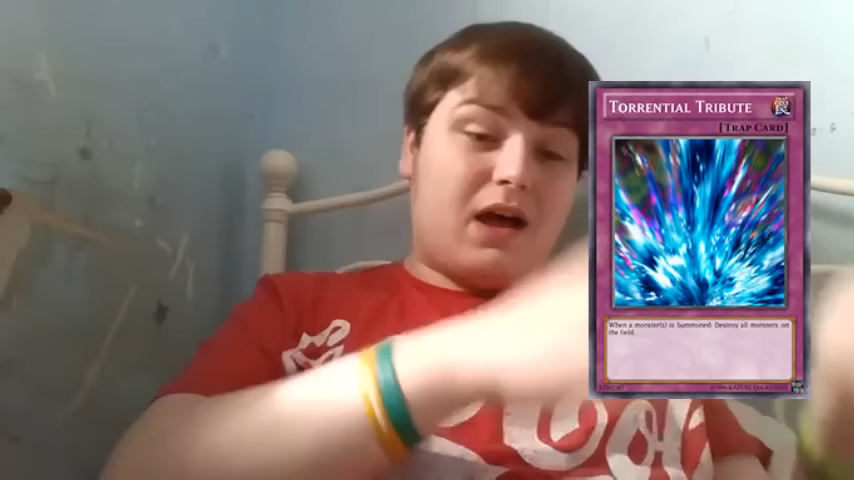 TORRENTIAL TRIBUTE
[TRAP CARD]
When a monster(s) is Summoned: Destroy all monsters on
the field.